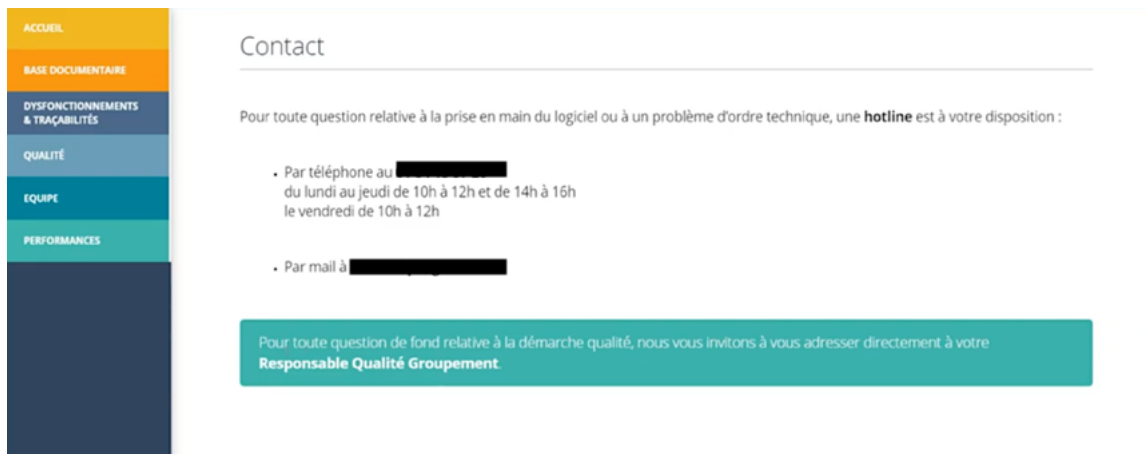 ACCUEIL
BASE DOCUMENTAIRE
DYSFONCTIONNEMENTS
& TRAÇABILITÉS
QUALITÉ
EQUIPE
PERFORMANCES
Contact
Pour toute question relative à la prise en main du logiciel ou à un problème d'ordre technique, une hotline est à votre disposition :
• Par téléphone au
du lundi au jeudi de 10h à 12h et de 14h à 16h
le vendredi de 10h à 12h
• Par mail à
Pour toute question de fond relative à la démarche qualité, nous vous invitons à vous adresser directement à votre
Responsable Qualité Groupement.